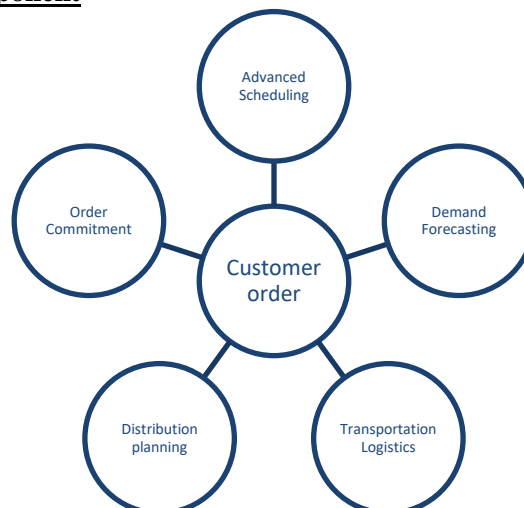 Advanced
Scheduling
Order
Commitment
Demand
Forecasting
Customer
order
Distribution
planning
Transportation
Logistics